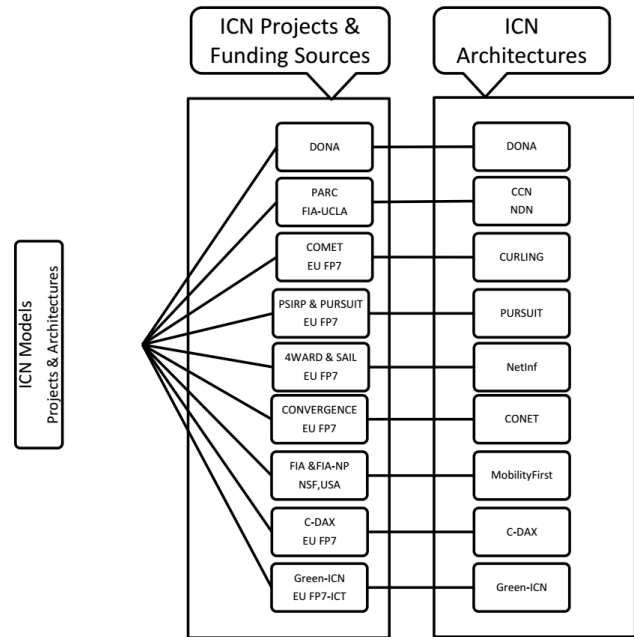 ICN Projects &
Funding Sources
ICN
Architectures
ICN Models
Projects & Architectures
DONA
DONA
PARC
FIA-UCLA
CCN
NDN
COMET
EU FP7
CURLING
PSIRP & PURSUIT
EU FP7
PURSUIT
4WARD & SAIL
EU FP7
NetInf
CONVERGENCE
EU FP7
CONET
FIA &FIA-NP
NSF,USA
MobilityFirst
C-DAX
EU FP7
C-DAX
Green-ICN
EU FP7-ICT
Green-ICN